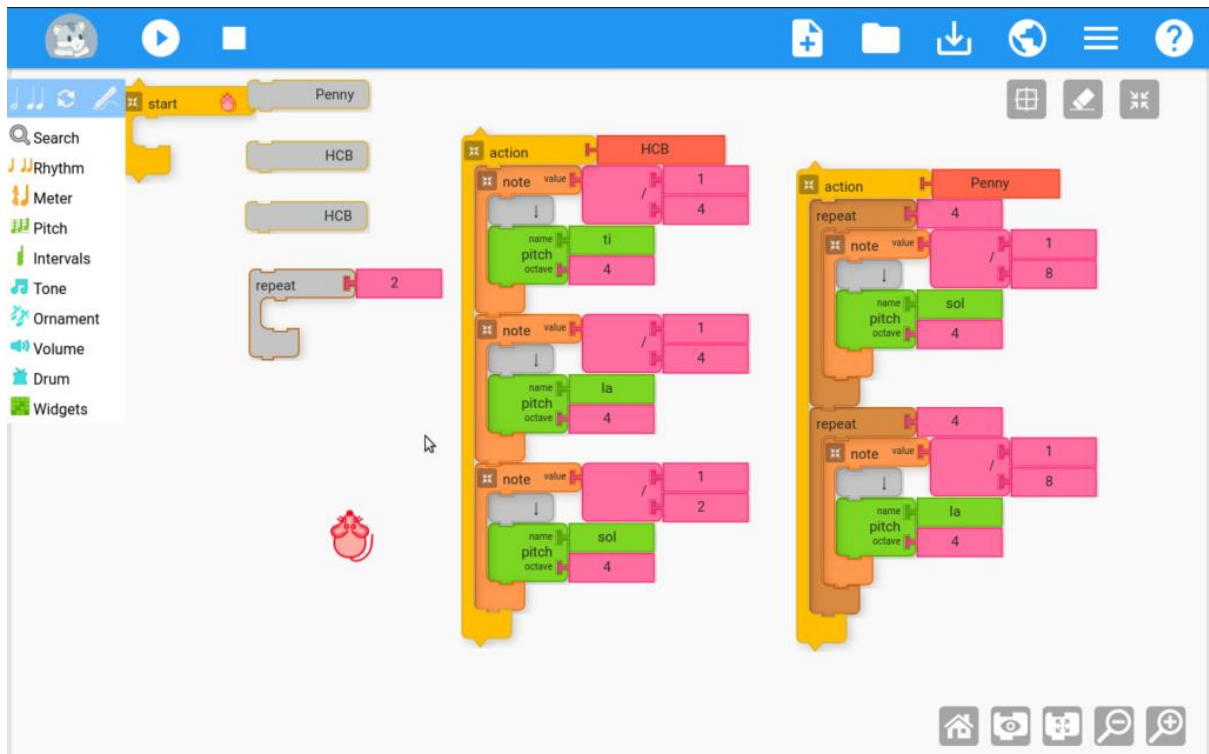 start
Penny
HCB
HCB
repeat 2
Search
Rhythm
Meter
Pitch
Intervals
Tone
Ornament
Volume
Drum
Widgets
action HCB
note value 1
/
4
name ti
pitch
octave 4
note value 1
/
4
name la
pitch
octave 4
note value 1
/
2
name sol
pitch
octave 4
action Penny
repeat 4
note value 1
/
8
name sol
pitch
octave 4
repeat 4
note value 1
/
8
name la
pitch
octave 4